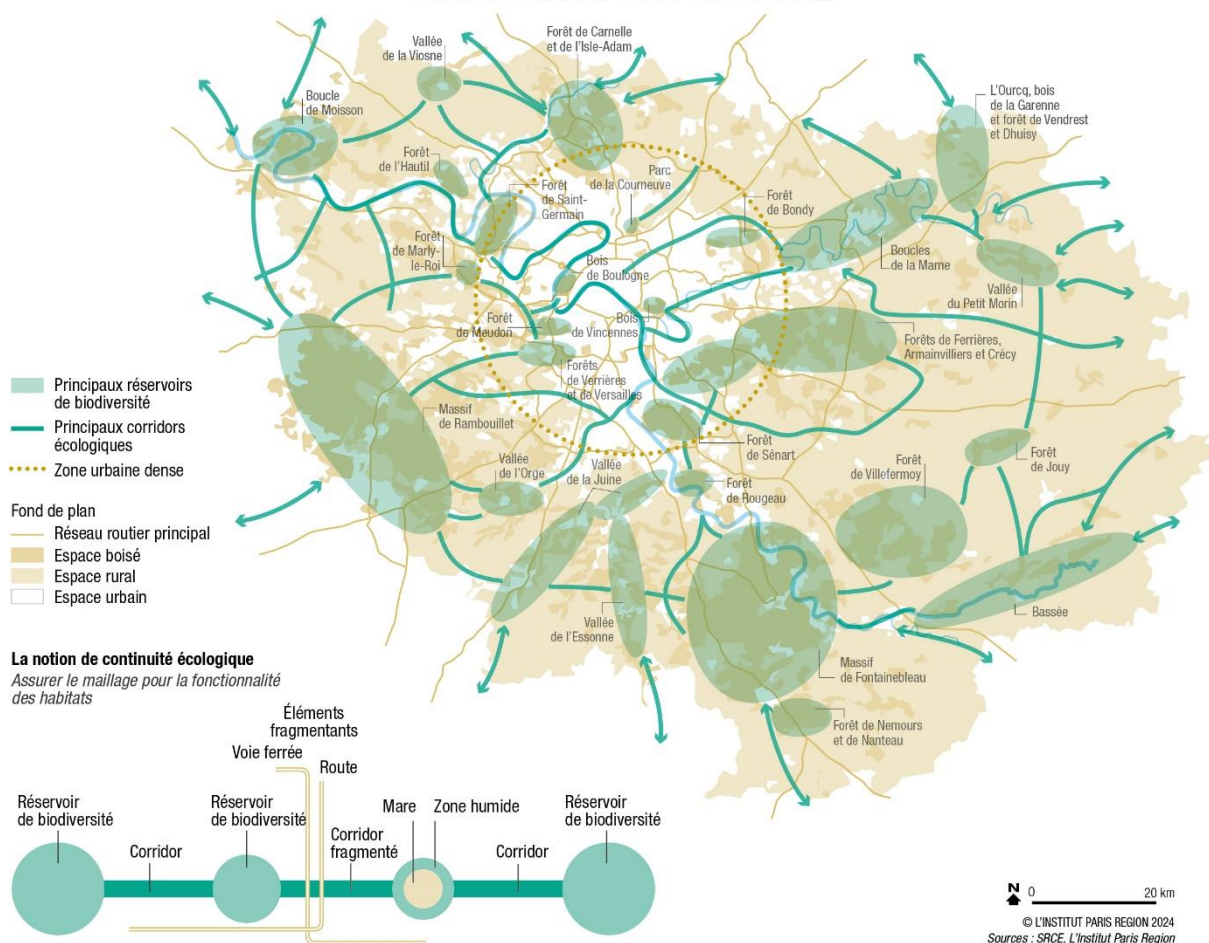 Vallée
de la Viosne
Forêt de Carnelle
et de l'Isle-Adam
L'Ourcq, bois
de la Garenne
et forêt de Vendrest
et Dhuisy
Boucle
de Moisson
Forêt
de l'Hautil
Forêt
de Saint-
Germain
Parc
de la Courneuve
Forêt
de Bondy
Forêt
de Marly-
le-Roi
Bois
de Boulogne
Boucles
de la Marne
Vallée
du Petit Morin
Forêt
de Meudon
Bois
de Vincennes
Forêts de Ferrières,
Armainvilliers et Crécy
Forêts
de Verrières
et de Versailles
Massif
de Rambouillet
Forêt
de Sénart
Vallée
de l'Orge
Vallée
de la Juine
Forêt
de Rougeau
Forêt
de Villefermoy
Forêt
de Jouy
Vallée
de l'Essonne
Bassée
Massif
de Fontainebleau
Forêt de Nemours
et de Nanteau
Principaux réservoirs
de biodiversité
Principaux corridors
écologiques
Zone urbaine dense
Fond de plan
Réseau routier principal
Espace boisé
Espace rural
Espace urbain
La notion de continuité écologique
Assurer le maillage pour la fonctionnalité
des habitats
Éléments
fragmentants
Voie ferrée
Route
Réservoir
de biodiversité
Corridor
Réservoir
de biodiversité
Corridor
fragmenté
Mare
Zone humide
Corridor
Réservoir
de biodiversité
N
0 20 km
© L'INSTITUT PARIS REGION 2024
Sources : SRCE, L'Institut Paris Region